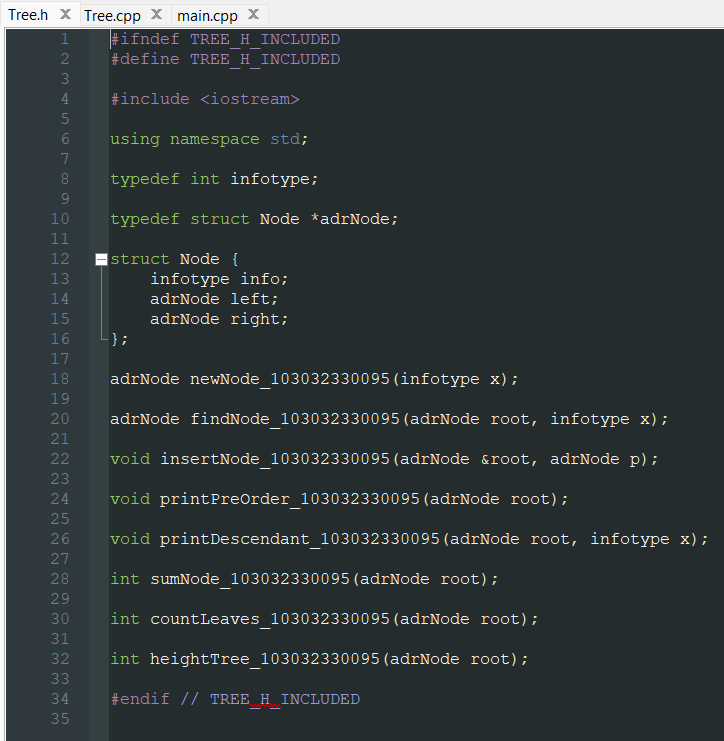 Tree.h X Tree.cpp X main.cpp X
1 #ifndef TREE_H_INCLUDED
2 #define TREE_H_INCLUDED
3
4 #include <iostream>
5
6 using namespace std;
7
8 typedef int infotype;
9
10 typedef struct Node *adrNode;
11
12 struct Node {
13 infotype info;
14 adrNode left;
15 adrNode right;
16 };
17
18 adrNode newNode_103032330095(infotype x);
19
20 adrNode findNode_103032330095(adrNode root, infotype x);
21
22 void insertNode_103032330095(adrNode &root, adrNode p);
23
24 void printPreOrder_103032330095(adrNode root);
25
26 void printDescendant_103032330095(adrNode root, infotype x);
27
28 int sumNode_103032330095(adrNode root);
29
30 int countLeaves_103032330095(adrNode root);
31
32 int heightTree_103032330095(adrNode root);
33
34 #endif // TREE_H_INCLUDED
35